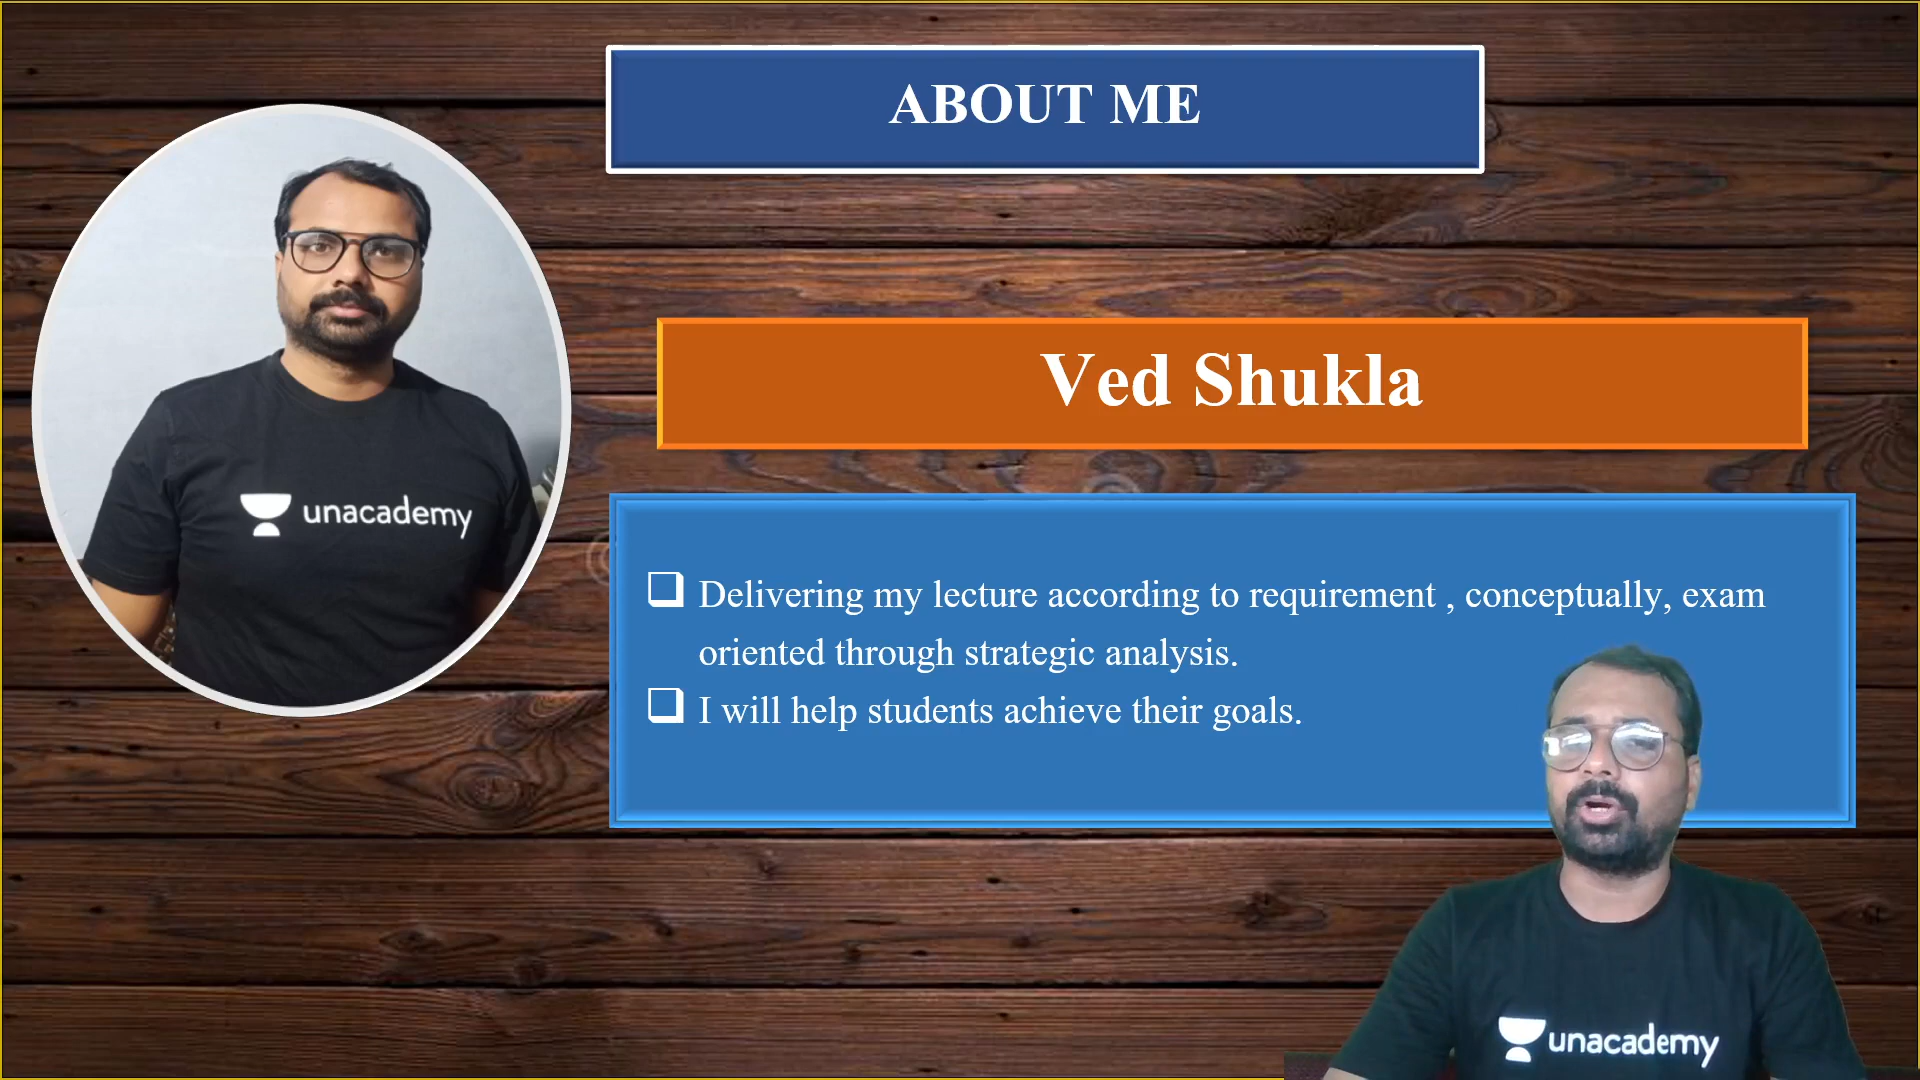 ABOUT ME
Ved Shukla
unacademy
Delivering my lecture according to requirement , conceptually, exam
oriented through strategic analysis.
I will help students achieve their goals.
unacademy